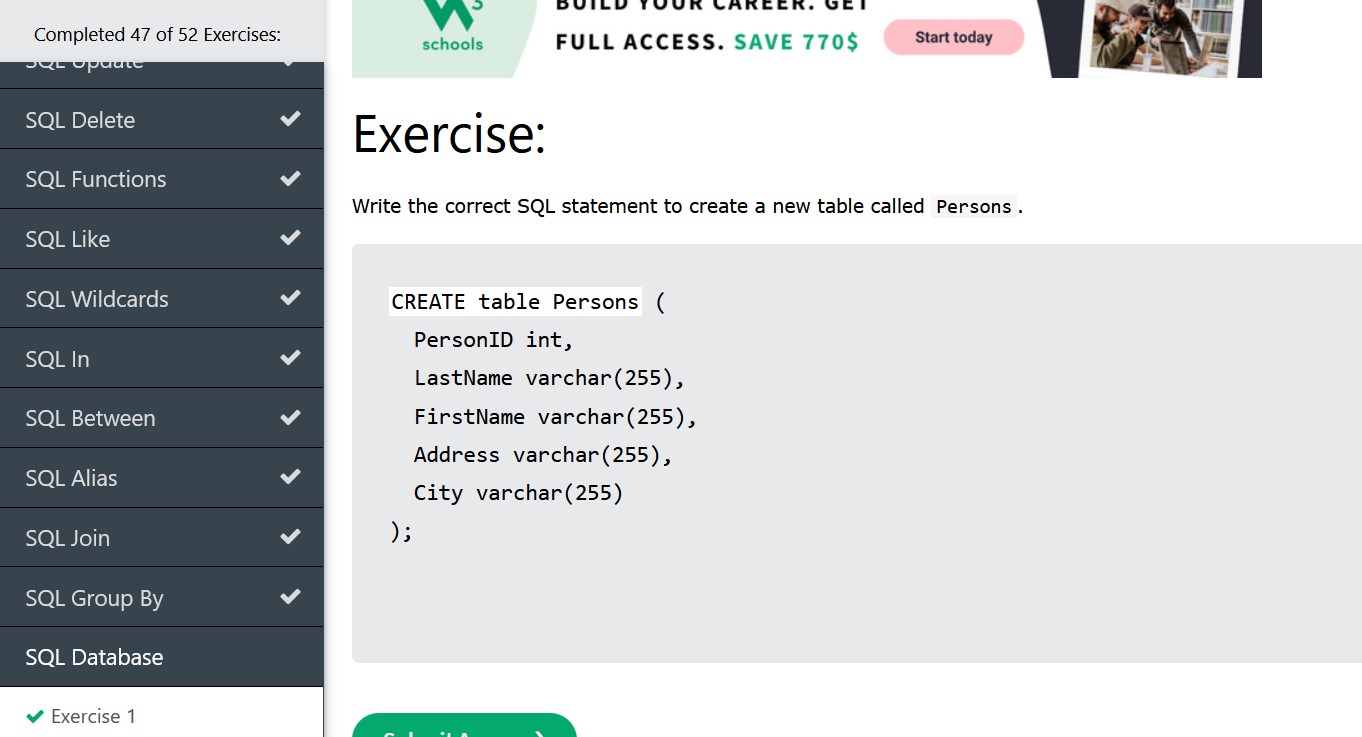 Completed 47 of 52 Exercises:
SQL Update
SQL Delete
SQL Functions
SQL Like
SQL Wildcards
SQL In
SQL Between
SQL Alias
SQL Join
SQL Group By
SQL Database
Exercise 1
3
schools
BUILD YOUR CAREER. GET
FULL ACCESS. SAVE 770$
Start today
Exercise:
Write the correct SQL statement to create a new table called Persons.
CREATE table Persons (
PersonID int,
LastName varchar(255),
FirstName varchar(255),
Address varchar(255),
City varchar(255)
);